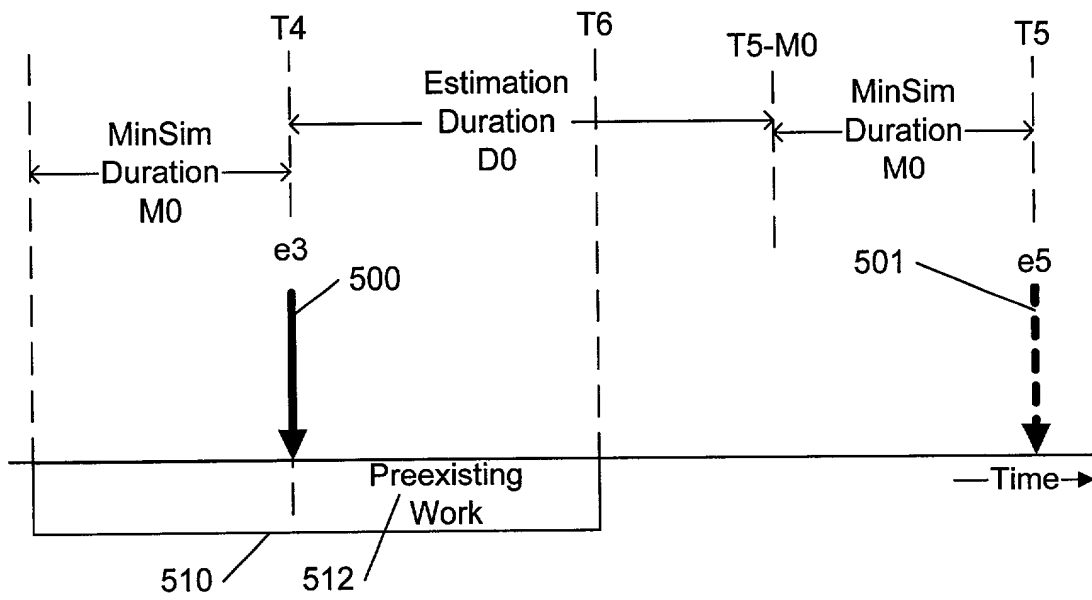 T4
T6
T5-M0
T5
MinSim
Duration
M0
Estimation
Duration
D0
MinSim
Duration
M0
e3
500
501
e5
Preexisting
Work
Time
510
512